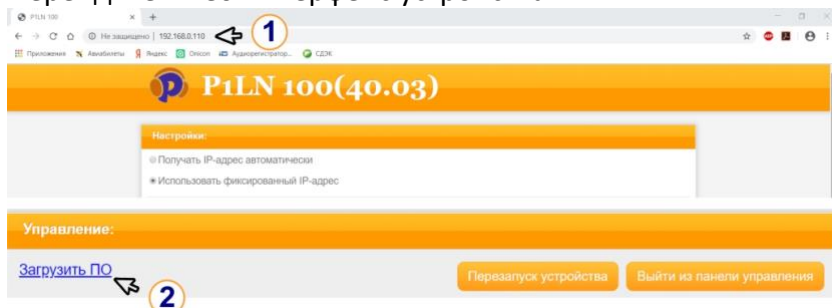 P1LN 100
Не защищено | 192.168.0.110
1
Приложения Авиабилеты Яндекс Onicon Аудиорегистратор... СДЭК
P1LN 100(40.03)
Настройки:
Получать IP-адрес автоматически
Использовать фиксированный IP-адрес
Управление:
Загрузить ПО
Перезапуск устройства
Выйти из панели управления
2